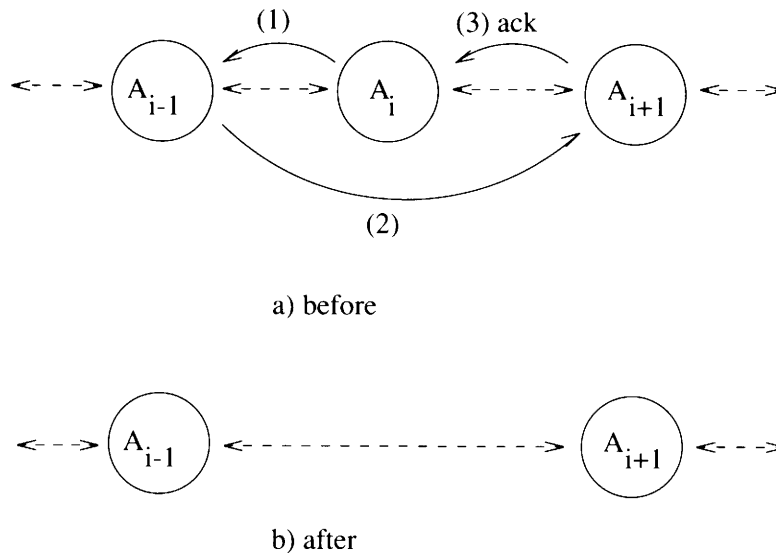 (1)
(3) ack
A_{i-1}
A_i
A_{i+1}
(2)
a) before
A_{i-1}
A_{i+1}
b) after